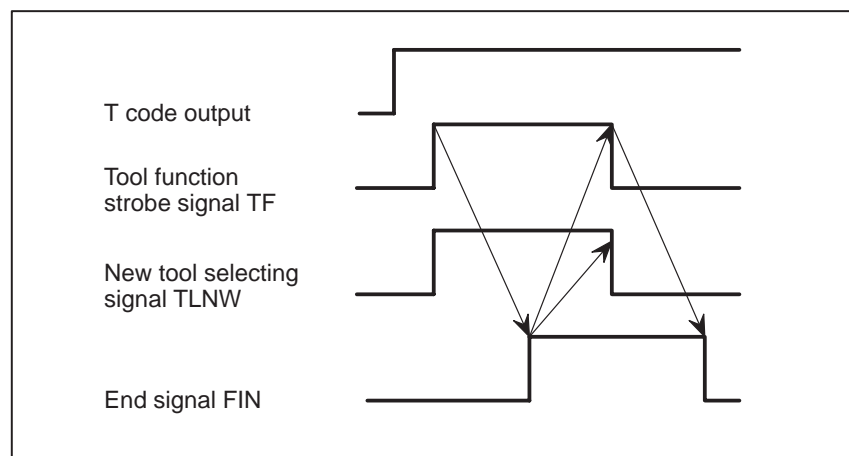 T code output
Tool function
strobe signal TF
New tool selecting
signal TLNW
End signal FIN